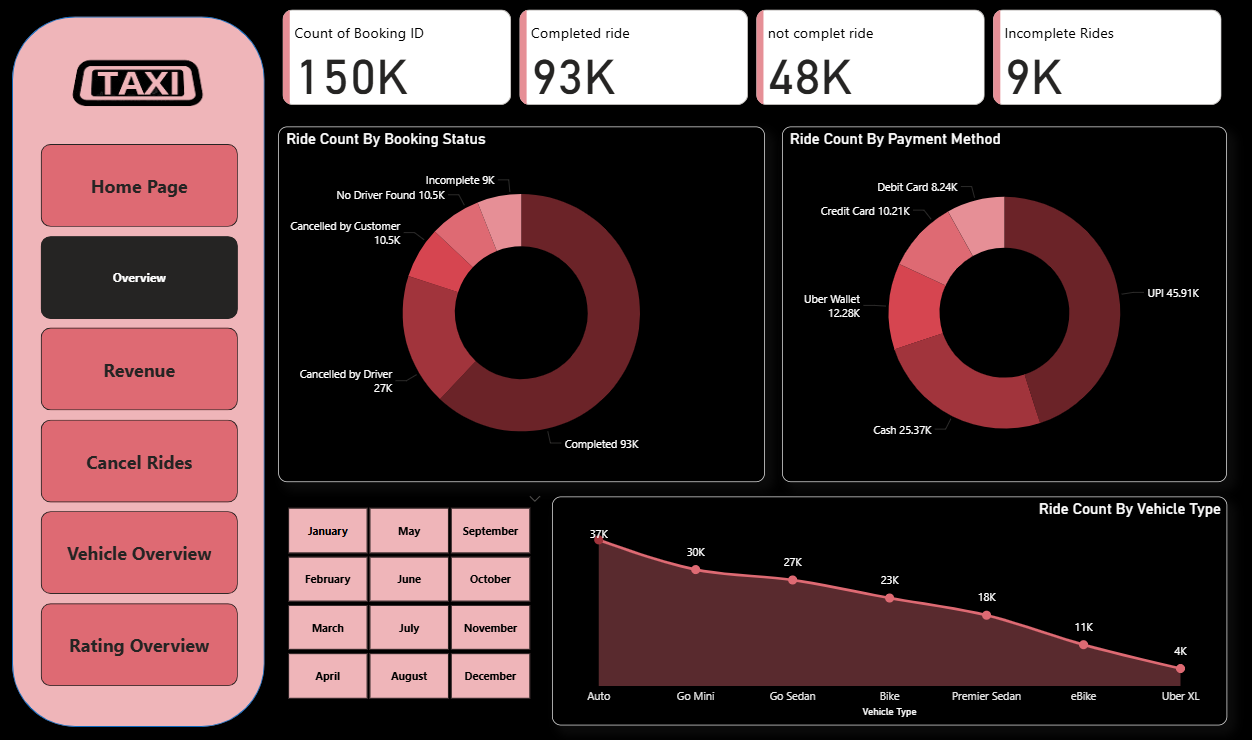 TAXI
Home Page
Overview
Revenue
Cancel Rides
Vehicle Overview
Rating Overview
Count of Booking ID
150K
Completed ride
93K
not complet ride
48K
Incomplete Rides
9K
Ride Count By Booking Status
Incomplete 9K
No Driver Found 10.5K
Cancelled by Customer
10.5K
Cancelled by Driver
27K
Completed 93K
Ride Count By Payment Method
Debit Card 8.24K
Credit Card 10.21K
Uber Wallet
12.28K
UPI 45.91K
Cash 25.37K
January
May
September
February
June
October
March
July
November
April
August
December
Ride Count By Vehicle Type
37K
30K
27K
23K
18K
11K
4K
Auto
Go Mini
Go Sedan
Bike
Premier Sedan
eBike
Uber XL
Vehicle Type